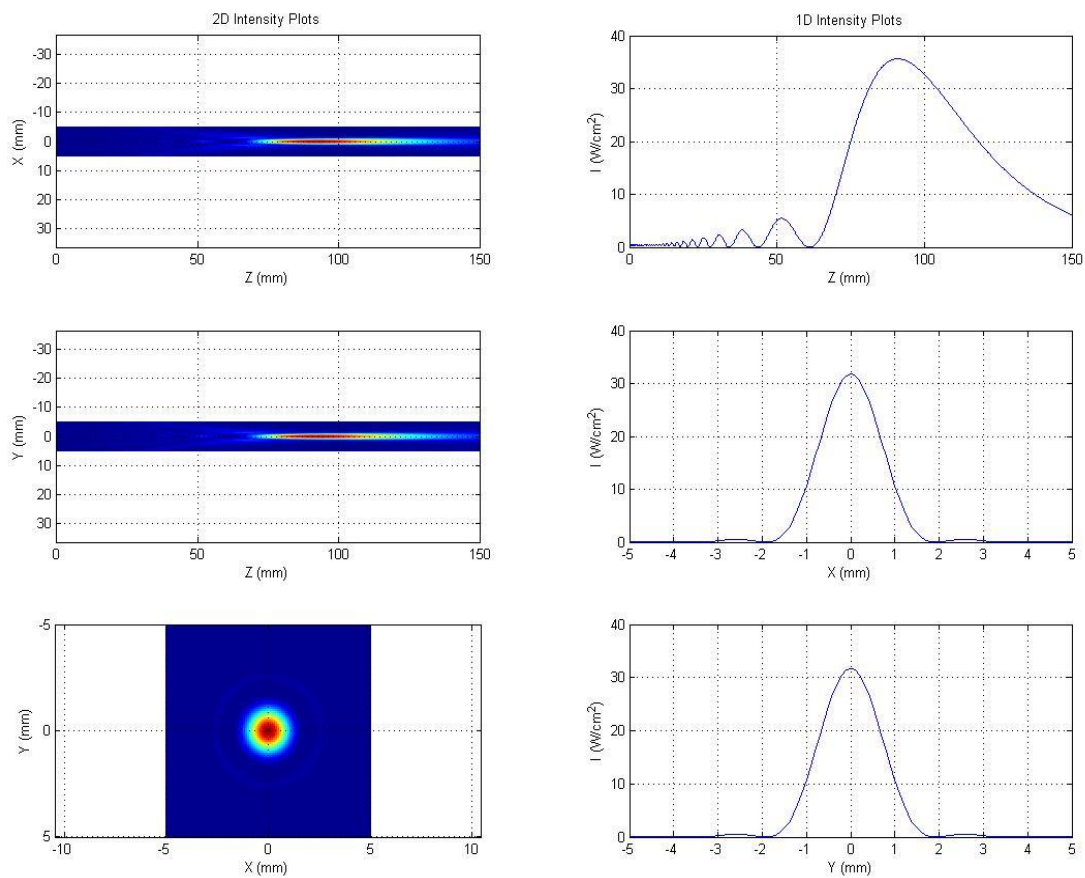 2D Intensity Plots
X (mm)
-30
-20
-10
0
10
20
30
0 50 100 150
Z (mm)
1D Intensity Plots
I (W/cm²)
40
30
20
10
0
0 50 100 150
Z (mm)
Y (mm)
-30
-20
-10
0
10
20
30
0 50 100 150
Z (mm)
I (W/cm²)
40
30
20
10
0
-5 -4 -3 -2 -1 0 1 2 3 4 5
X (mm)
Y (mm)
-5
0
5
-10 -5 0 5 10
X (mm)
I (W/cm²)
40
30
20
10
0
-5 -4 -3 -2 -1 0 1 2 3 4 5
Y (mm)